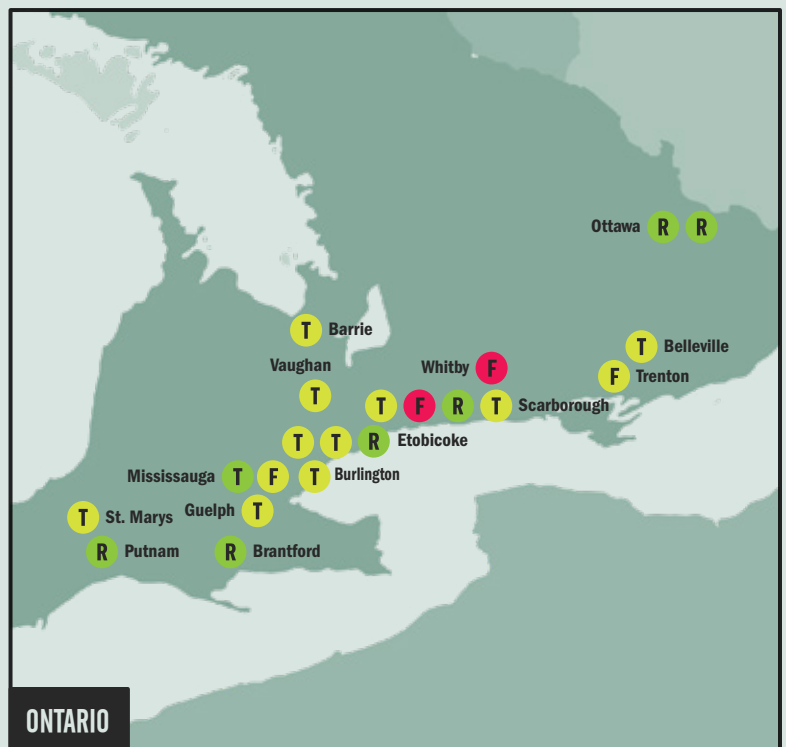 Ottawa R R
T Barrie
T Belleville
Vaughan
Whitby F
F Trenton
T
T F R T Scarborough
T T R Etobicoke
Mississauga T F T Burlington
Guelph T
T St. Marys
R Putnam
R Brantford
ONTARIO